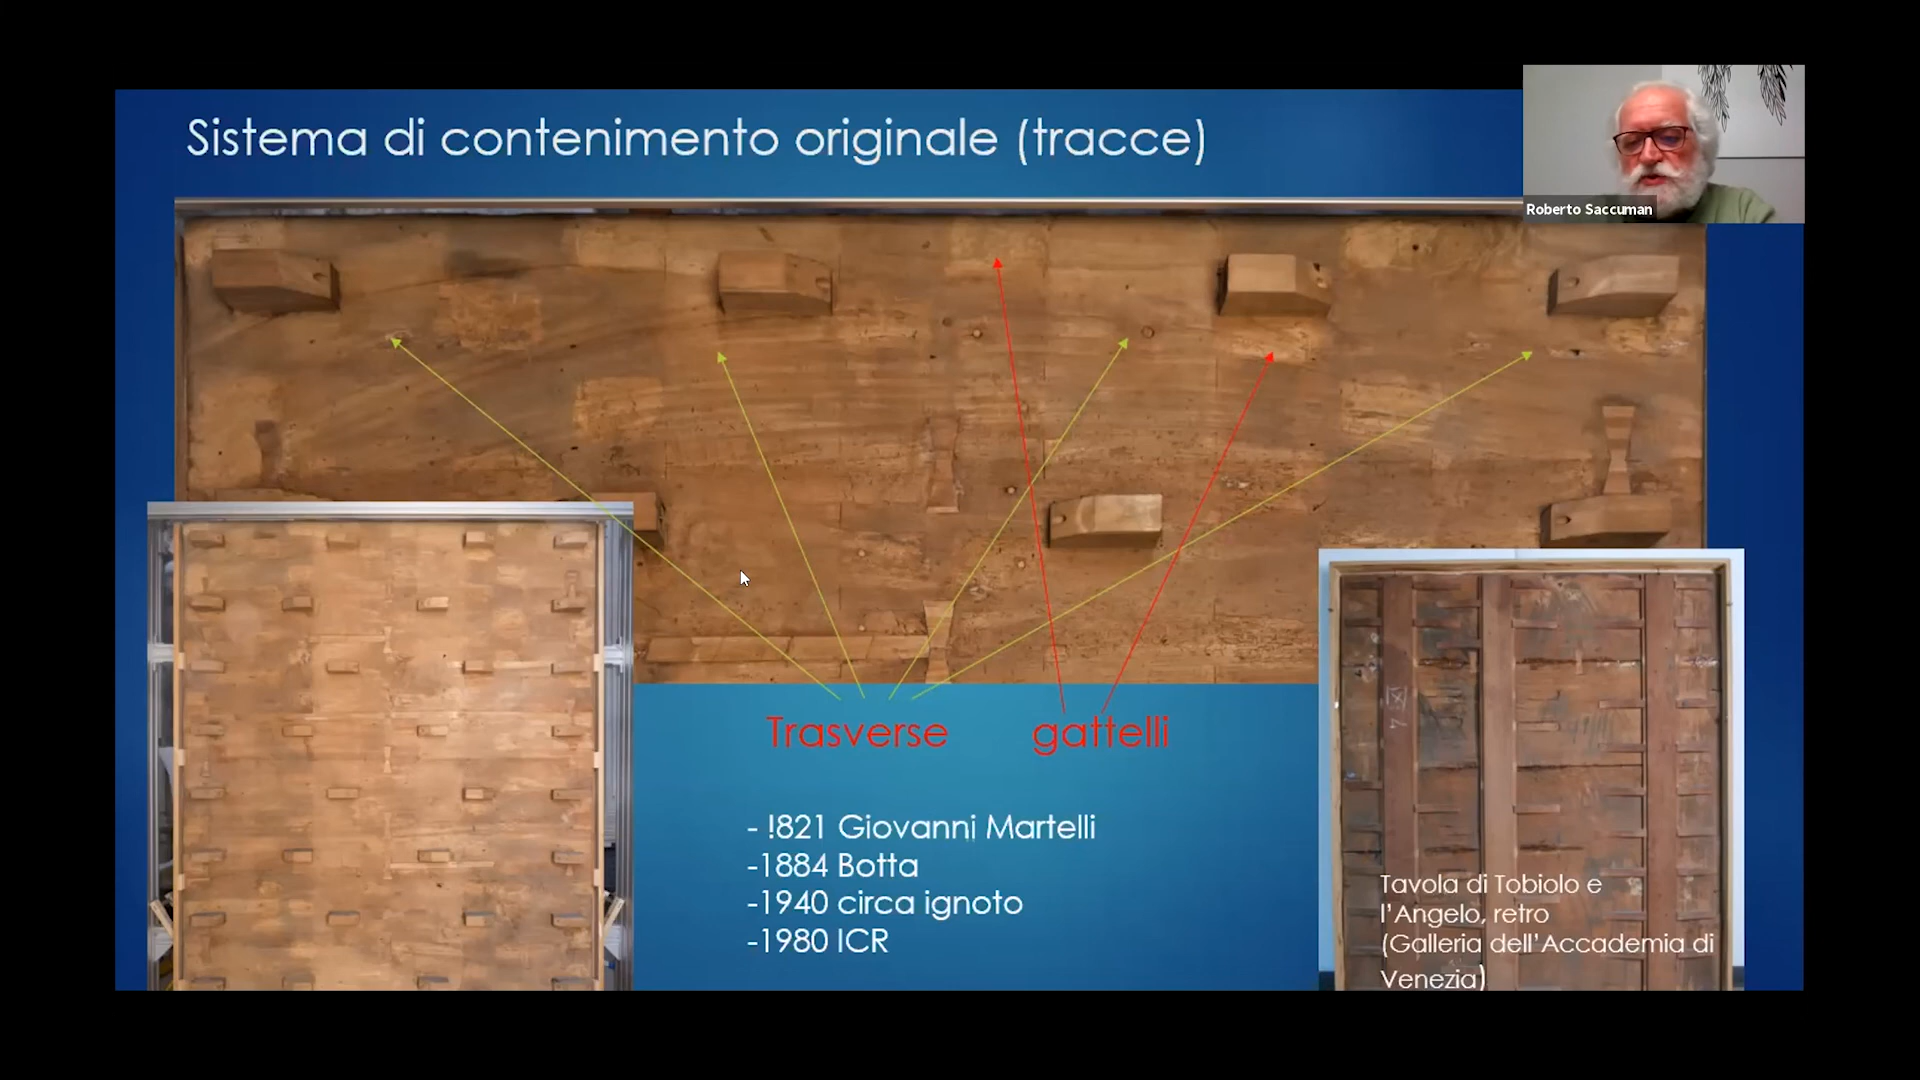 Sistema di contenimento originale (tracce)
Roberto Saccuman
Trasverse gattelli
- !821 Giovanni Martelli
-1884 Botta
-1940 circa ignoto
-1980 ICR
Tavola di Tobiolo e
l'Angelo, retro
(Galleria dell'Accademia di
Venezia)